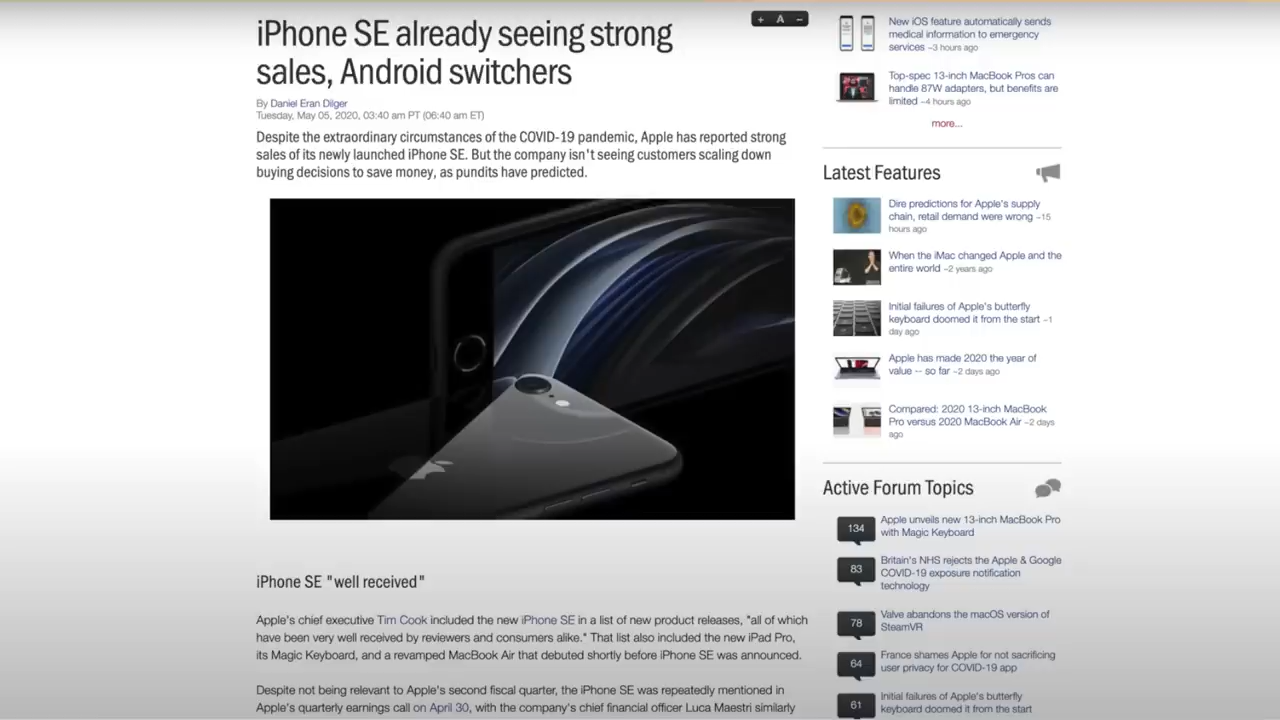 iPhone SE already seeing strong
sales, Android switchers
+ A −
By Daniel Eran Dilger
Tuesday, May 05, 2020, 03:40 am PT (06:40 am ET)
Despite the extraordinary circumstances of the COVID-19 pandemic, Apple has reported strong
sales of its newly launched iPhone SE. But the company isn't seeing customers scaling down
buying decisions to save money, as pundits have predicted.
iPhone SE "well received"
Apple's chief executive Tim Cook included the new iPhone SE in a list of new product releases, "all of which
have been very well received by reviewers and consumers alike." That list also included the new iPad Pro,
its Magic Keyboard, and a revamped MacBook Air that debuted shortly before iPhone SE was announced.
Despite not being relevant to Apple's second fiscal quarter, the iPhone SE was repeatedly mentioned in
Apple's quarterly earnings call on April 30, with the company's chief financial officer Luca Maestri similarly
New iOS feature automatically sends
medical information to emergency
services ~3 hours ago
Top-spec 13-inch MacBook Pros can
handle 87W adapters, but benefits are
limited ~4 hours ago
more...
Latest Features
Dire predictions for Apple's supply
chain, retail demand were wrong ~15
hours ago
When the iMac changed Apple and the
entire world ~2 years ago
Initial failures of Apple's butterfly
keyboard doomed it from the start ~1
day ago
Apple has made 2020 the year of
value -- so far ~2 days ago
Compared: 2020 13-inch MacBook
Pro versus 2020 MacBook Air ~2 days
ago
Active Forum Topics
134
Apple unveils new 13-inch MacBook Pro
with Magic Keyboard
83
Britain's NHS rejects the Apple & Google
COVID-19 exposure notification
technology
78
Valve abandons the macOS version of
SteamVR
64
France shames Apple for not sacrificing
user privacy for COVID-19 app
61
Initial failures of Apple's butterfly
keyboard doomed it from the start